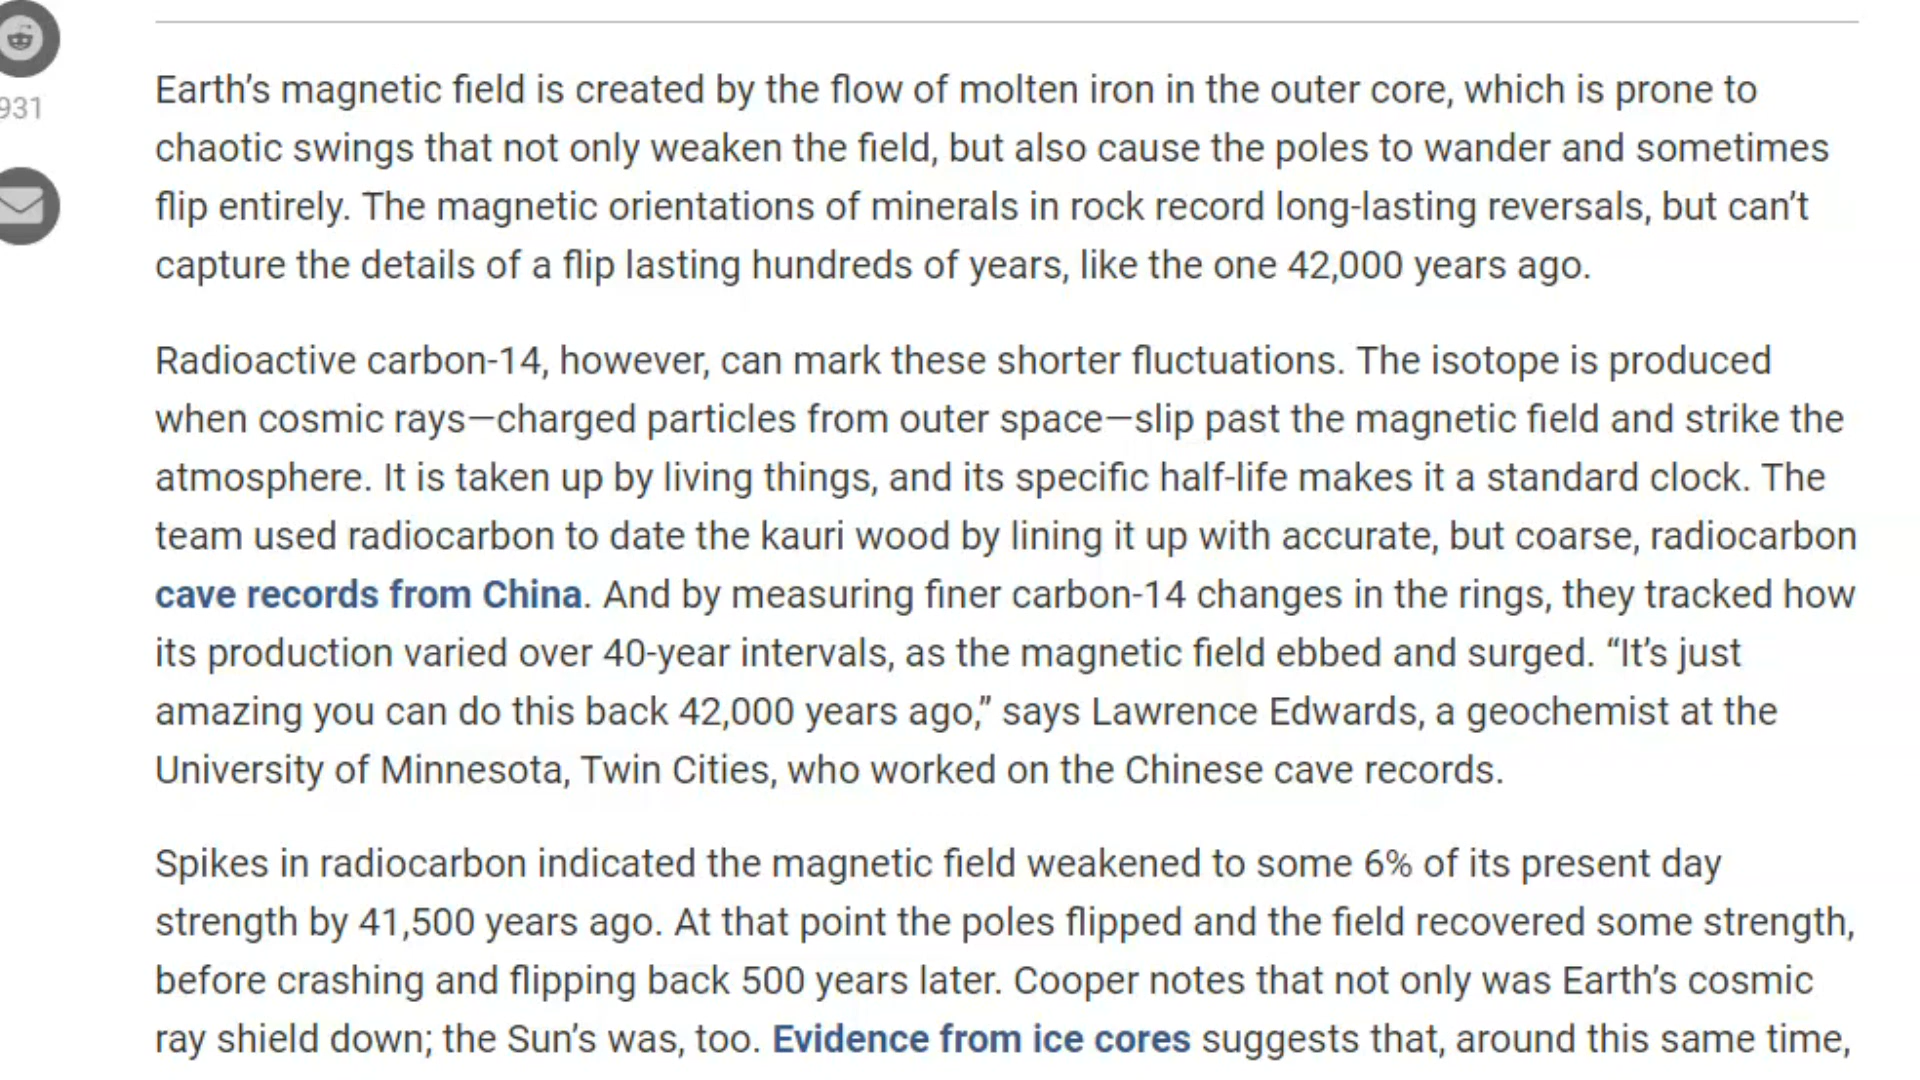 931
Earth’s magnetic field is created by the flow of molten iron in the outer core, which is prone to
chaotic swings that not only weaken the field, but also cause the poles to wander and sometimes
flip entirely. The magnetic orientations of minerals in rock record long-lasting reversals, but can’t
capture the details of a flip lasting hundreds of years, like the one 42,000 years ago.
Radioactive carbon-14, however, can mark these shorter fluctuations. The isotope is produced
when cosmic rays—charged particles from outer space—slip past the magnetic field and strike the
atmosphere. It is taken up by living things, and its specific half-life makes it a standard clock. The
team used radiocarbon to date the kauri wood by lining it up with accurate, but coarse, radiocarbon
cave records from China. And by measuring finer carbon-14 changes in the rings, they tracked how
its production varied over 40-year intervals, as the magnetic field ebbed and surged. “It’s just
amazing you can do this back 42,000 years ago,” says Lawrence Edwards, a geochemist at the
University of Minnesota, Twin Cities, who worked on the Chinese cave records.
Spikes in radiocarbon indicated the magnetic field weakened to some 6% of its present day
strength by 41,500 years ago. At that point the poles flipped and the field recovered some strength,
before crashing and flipping back 500 years later. Cooper notes that not only was Earth’s cosmic
ray shield down; the Sun’s was, too. Evidence from ice cores suggests that, around this same time,